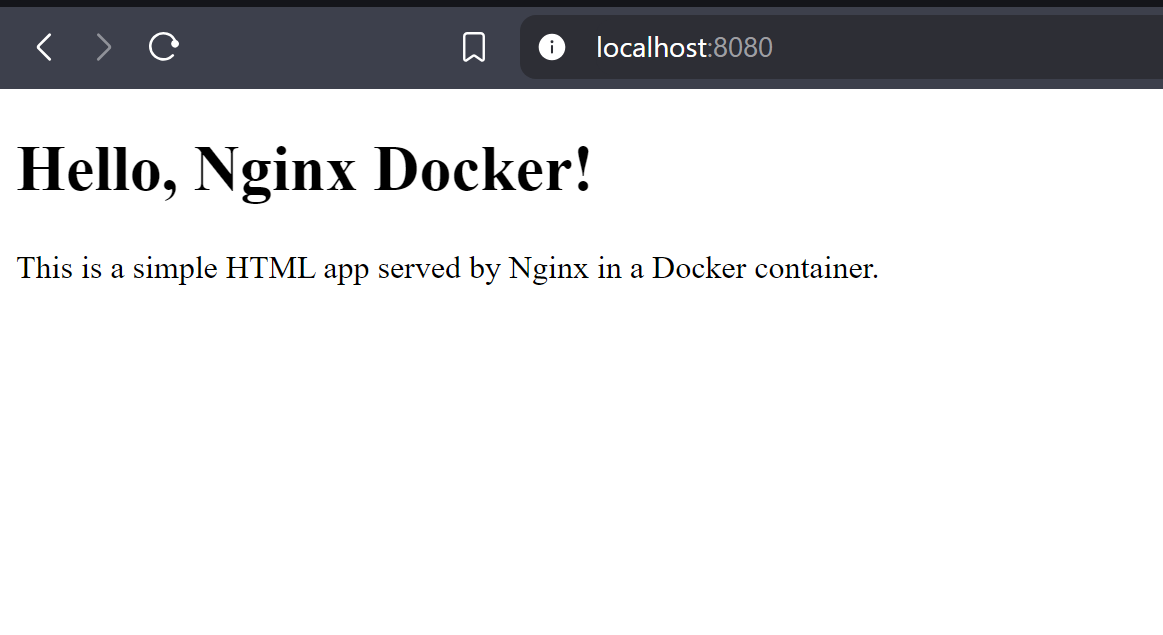 localhost:8080
Hello, Nginx Docker!
This is a simple HTML app served by Nginx in a Docker container.